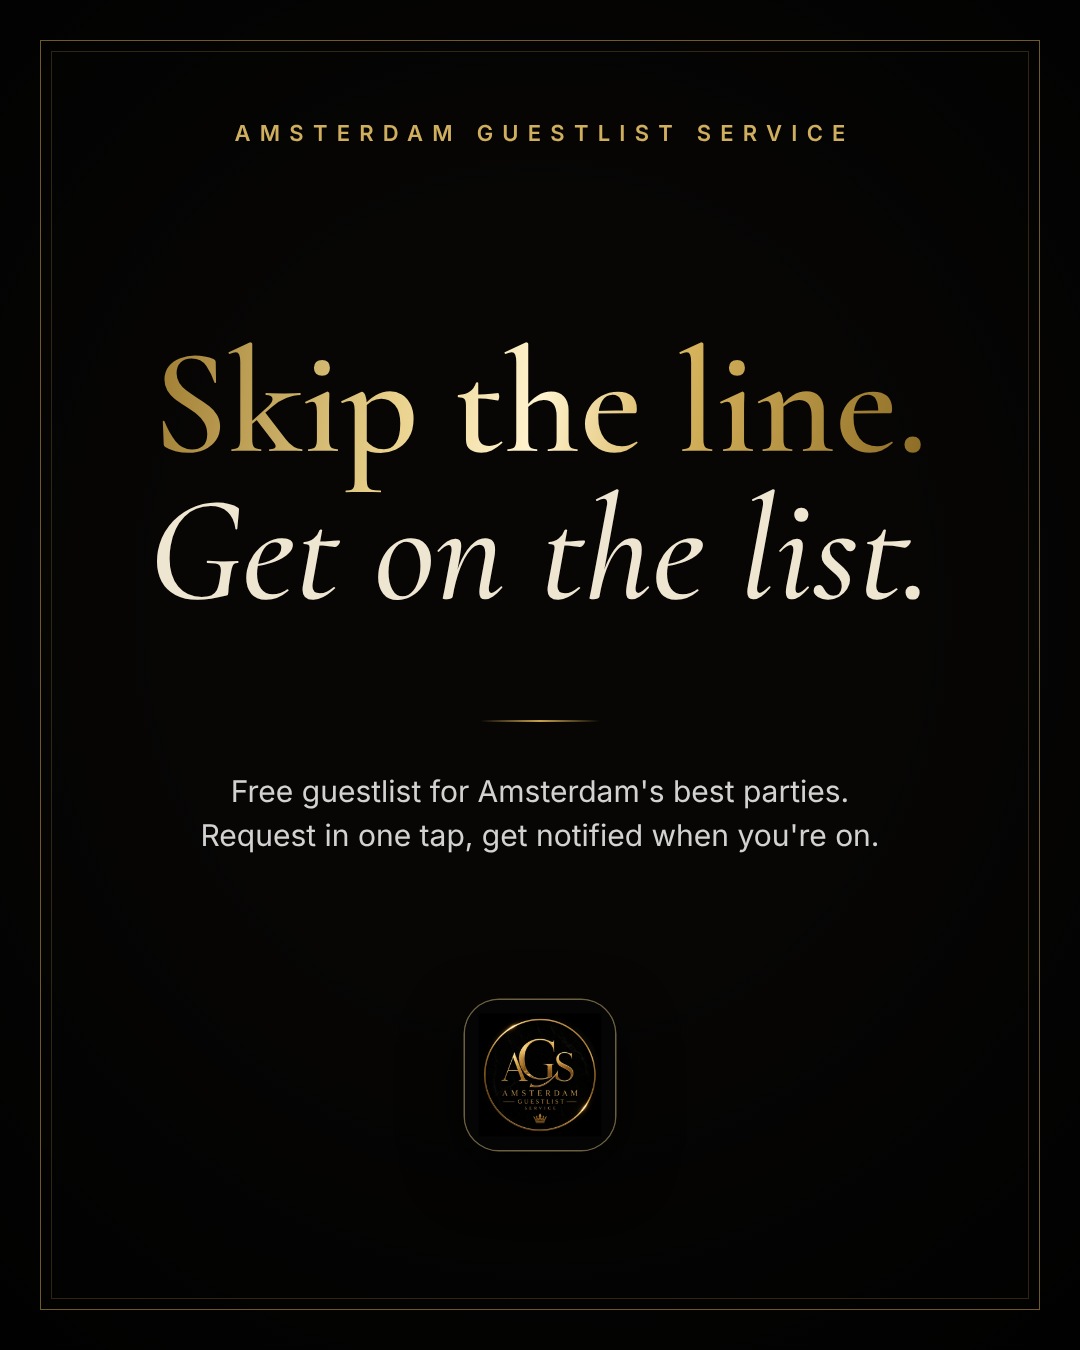 AMSTERDAM GUESTLIST SERVICE
Skip the line.
Get on the list.
Free guestlist for Amsterdam's best parties.
Request in one tap, get notified when you're on.
AGS
AMSTERDAM
GUESTLIST
SERVICE